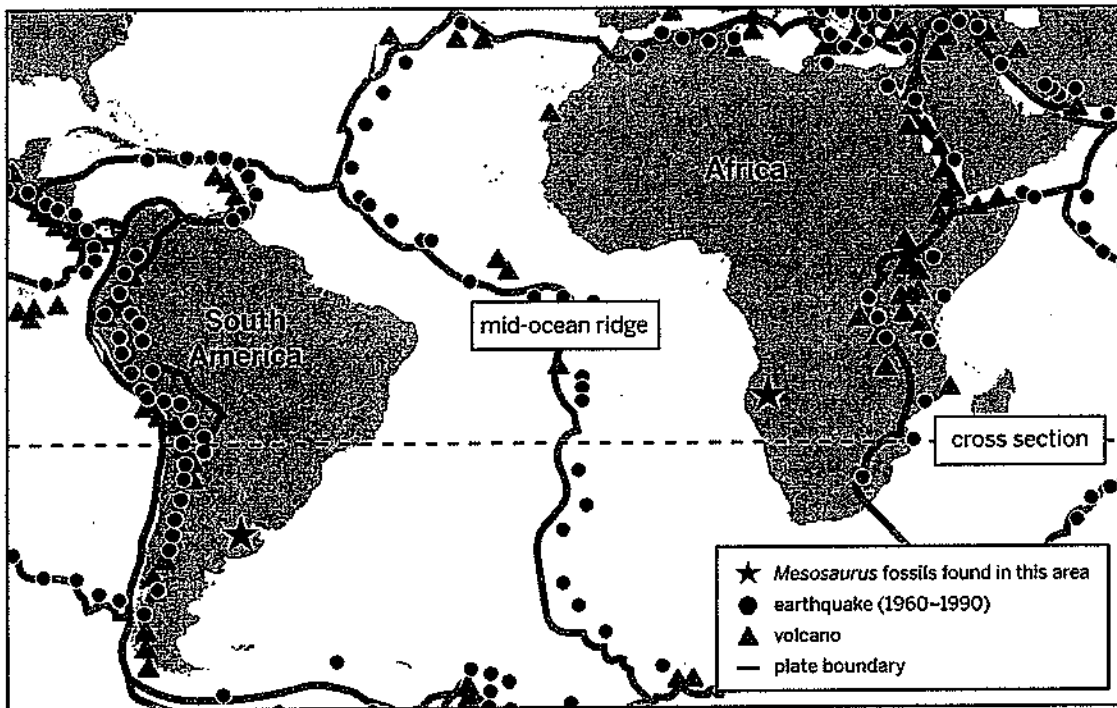 Africa
South
America
mid-ocean ridge
cross section
Mesosaurus fossils found in this area
earthquake (1960–1990)
volcano
plate boundary